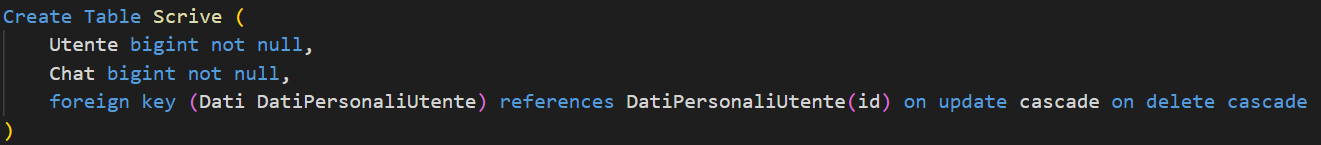 Create Table Scrive (
    Utente bigint not null,
    Chat bigint not null,
    foreign key (Dati DatiPersonaliUtente) references DatiPersonaliUtente(id) on update cascade on delete cascade
)